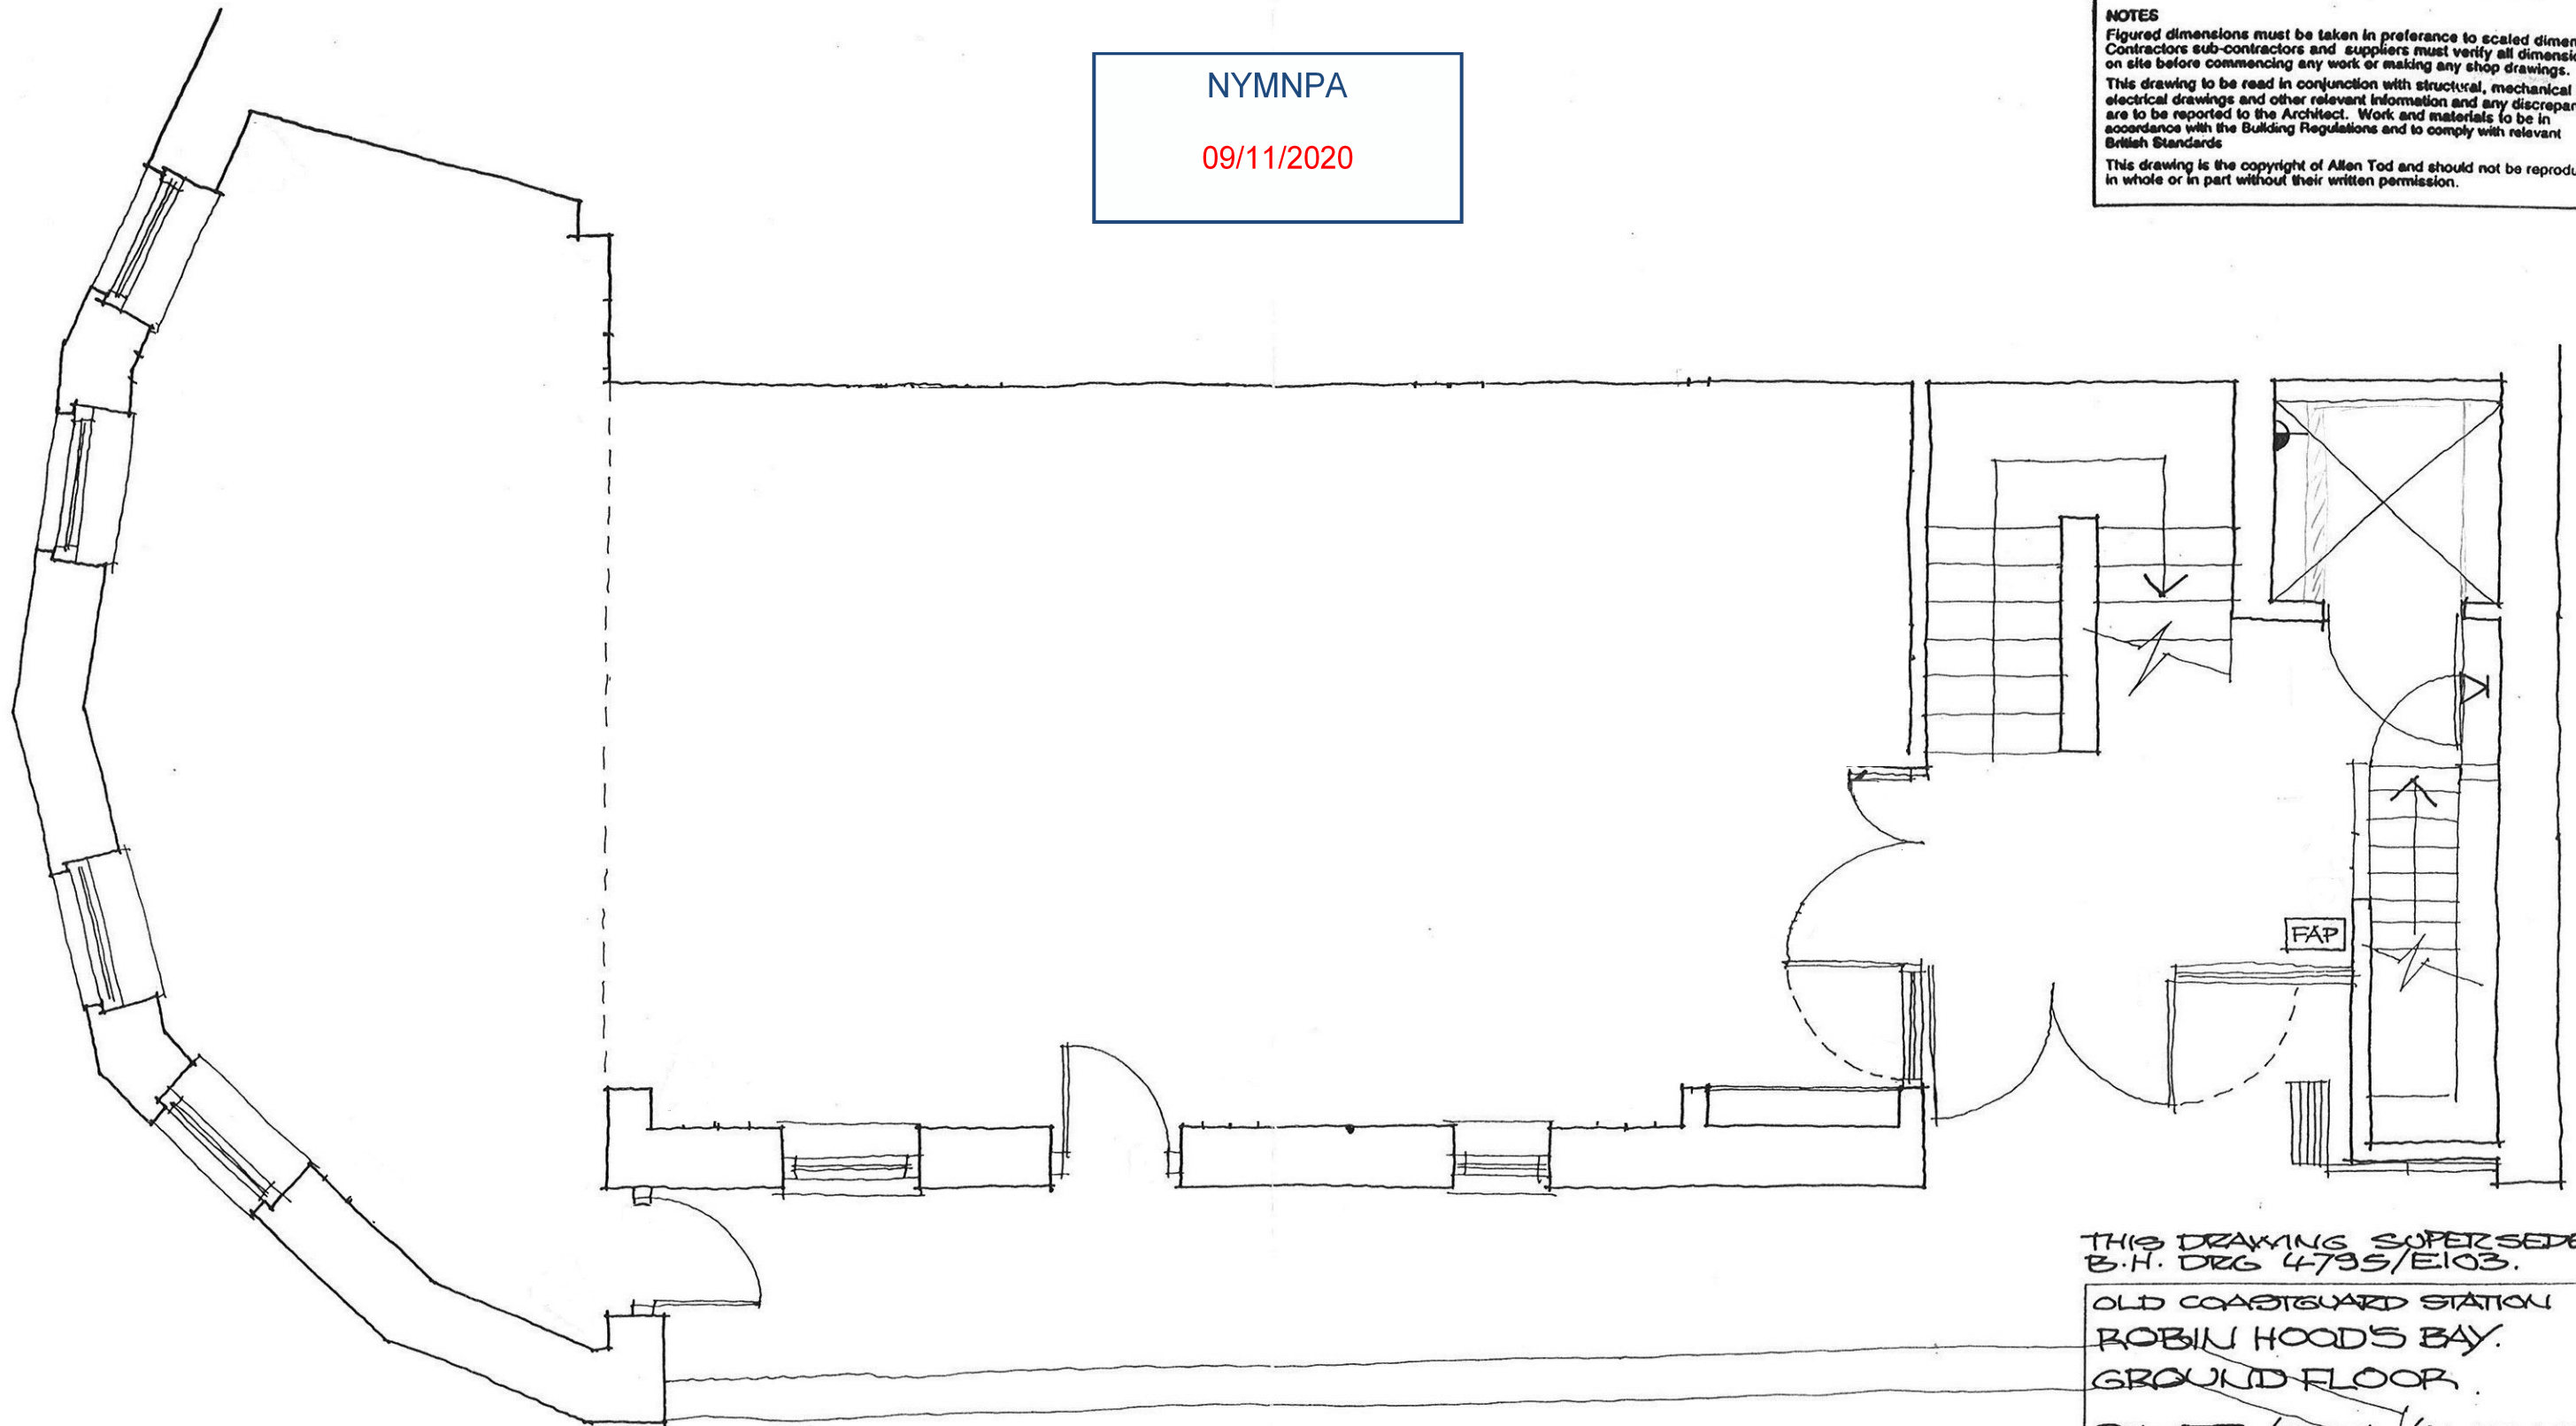 NOTES
Figured dimensions must be taken in preferance to scaled
Contractors sub-contractors and suppliers must verify all
on site before commencing any work or making any shop drawings.
This drawing to be read in conjunction with structural, mechanical
electrical drawings and other relevant information and any
are to be reported to the Architect. Work and materials to be in
accordance with the Building Regulations and to comply with relevant
British Standards
This drawing is the copyright of Allen Tod and should not be
in whole or in part without their written permission.
NYMNPA
09/11/2020
FAP
THIS DRAWING
B.H. DRG 4795/E103.
OLD COASTGUARD STATION
ROBIN HOOD'S BAY.
GROUND FLOOR.